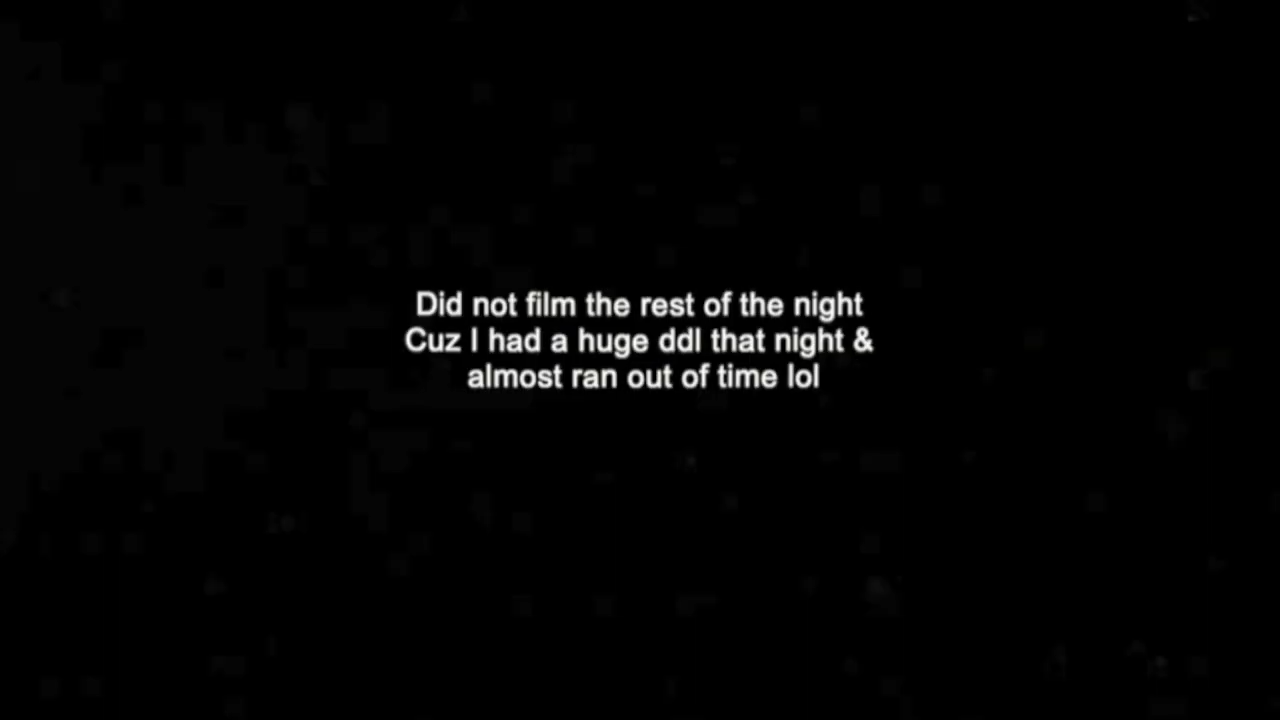 Did not film the rest of the night
Cuz I had a huge ddl that night &
almost ran out of time lol